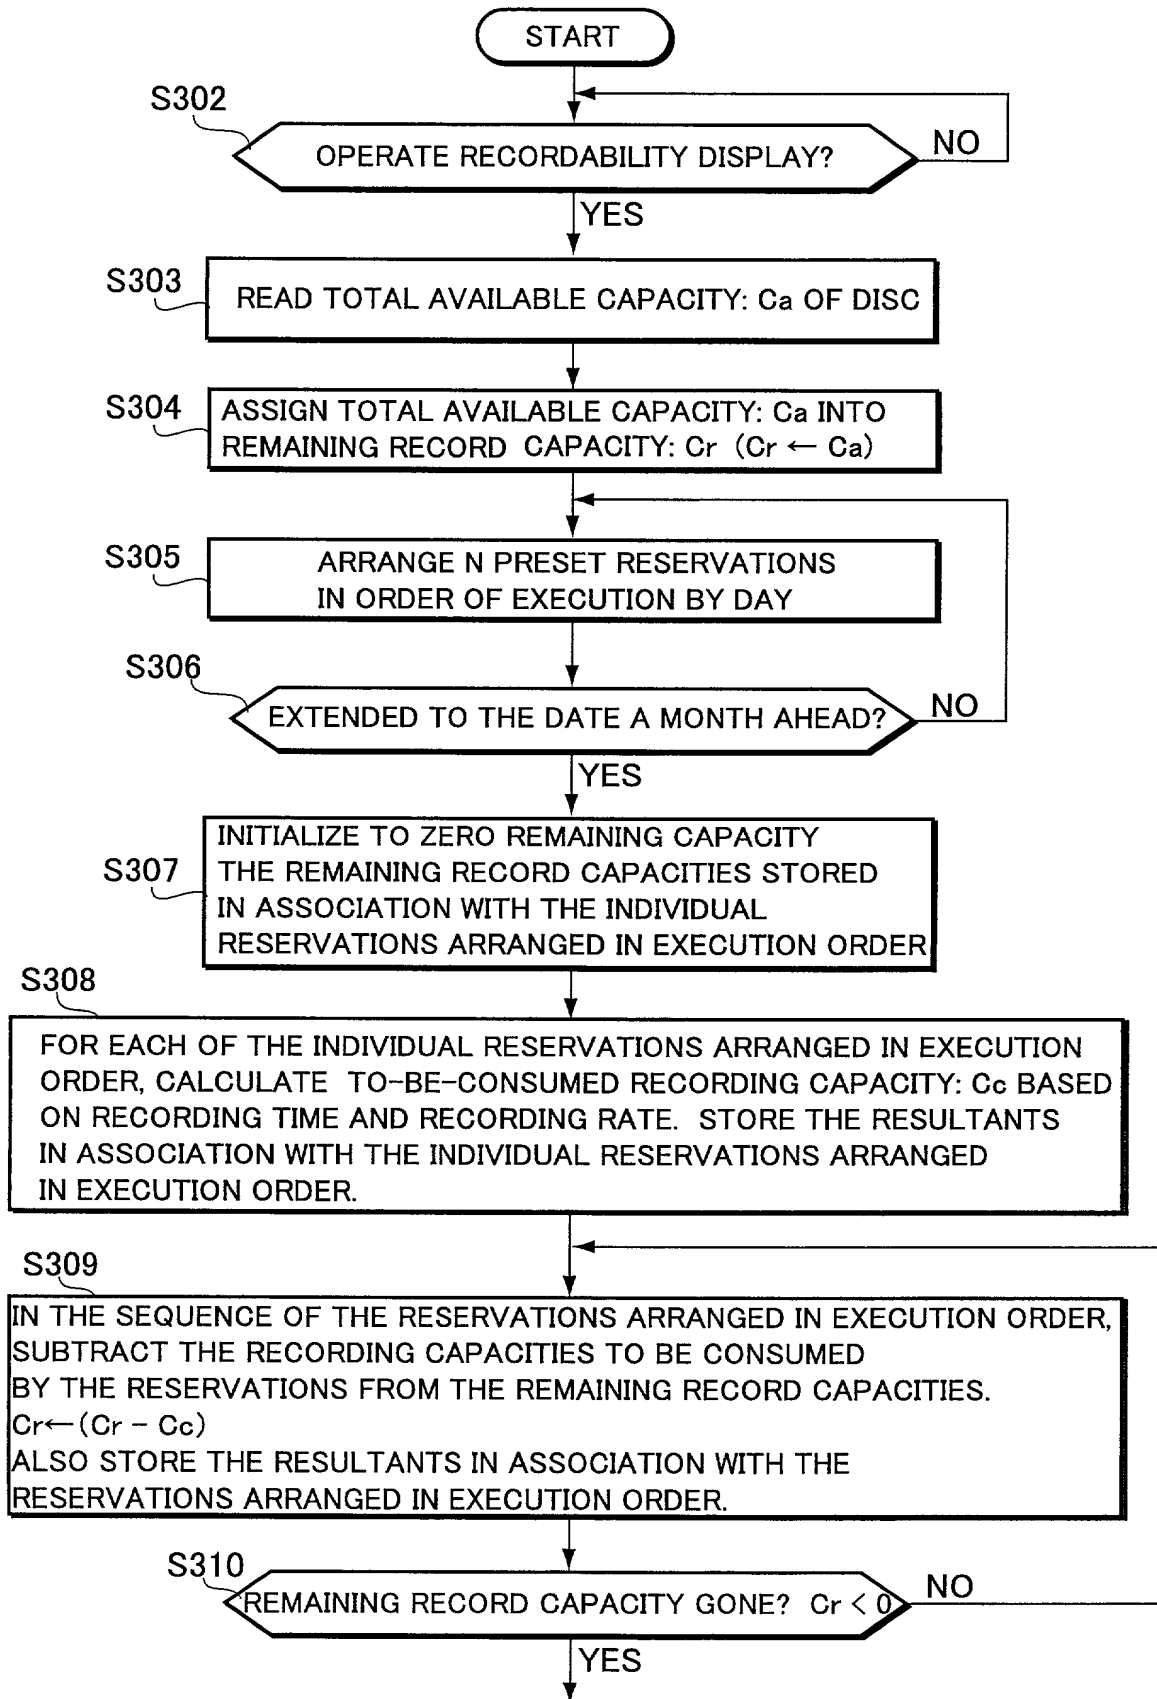 START
S302
OPERATE RECORDABILITY DISPLAY?
NO
YES
S303
READ TOTAL AVAILABLE CAPACITY: Ca OF DISC
S304
ASSIGN TOTAL AVAILABLE CAPACITY: Ca INTO
REMAINING RECORD CAPACITY: Cr (Cr ← Ca)
S305
ARRANGE N PRESET RESERVATIONS
IN ORDER OF EXECUTION BY DAY
S306
EXTENDED TO THE DATE A MONTH AHEAD?
NO
YES
S307
INITIALIZE TO ZERO REMAINING CAPACITY
THE REMAINING RECORD CAPACITIES STORED
IN ASSOCIATION WITH THE INDIVIDUAL
RESERVATIONS ARRANGED IN EXECUTION ORDER
S308
FOR EACH OF THE INDIVIDUAL RESERVATIONS ARRANGED IN EXECUTION
ORDER, CALCULATE TO-BE-CONSUMED RECORDING CAPACITY: Cc BASED
ON RECORDING TIME AND RECORDING RATE. STORE THE RESULTANTS
IN ASSOCIATION WITH THE INDIVIDUAL RESERVATIONS ARRANGED
IN EXECUTION ORDER.
S309
IN THE SEQUENCE OF THE RESERVATIONS ARRANGED IN EXECUTION ORDER,
SUBTRACT THE RECORDING CAPACITIES TO BE CONSUMED
BY THE RESERVATIONS FROM THE REMAINING RECORD CAPACITIES.
Cr←(Cr − Cc)
ALSO STORE THE RESULTANTS IN ASSOCIATION WITH THE
RESERVATIONS ARRANGED IN EXECUTION ORDER.
S310
REMAINING RECORD CAPACITY GONE? Cr < 0
NO
YES